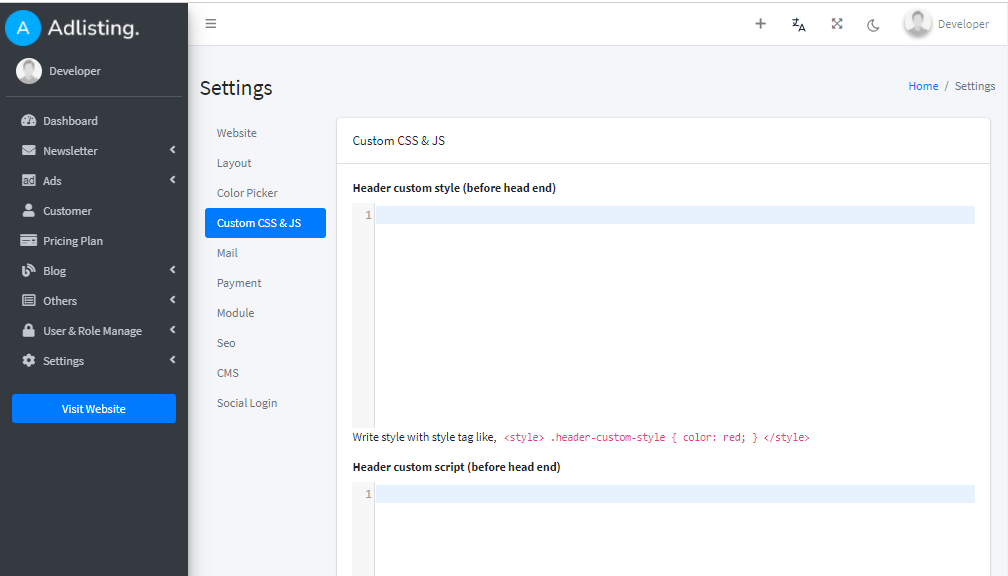 A Adlisting.
Developer
Developer
Settings
Home / Settings
Dashboard
Newsletter
ad Ads
Customer
Pricing Plan
Blog
Others
User & Role Manage
Settings
Visit Website
Website
Layout
Color Picker
Custom CSS & JS
Mail
Payment
Module
Seo
CMS
Social Login
Custom CSS & JS
Header custom style (before head end)
1
Write style with style tag like, <style> .header-custom-style { color: red; } </style>
Header custom script (before head end)
1